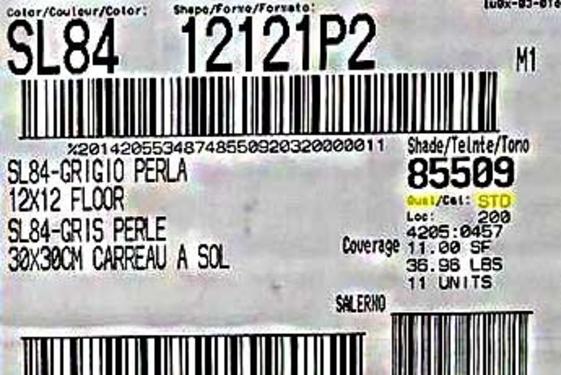 Color/Couleur/Color: Shape/Forme/Formato:
SL84 12121P2 M1
%20142055348748550920320000011
SL84-GRIGIO PERLA
12X12 FLOOR
SL84-GRIS PERLE
30X30CM CARREAU A SOL
Shade/Teinte/Tono
85509
Qual/Cal: STD
Loc: 200
4205:0457
Coverage 11.00 SF
36.96 LBS
11 UNITS
SALERNO